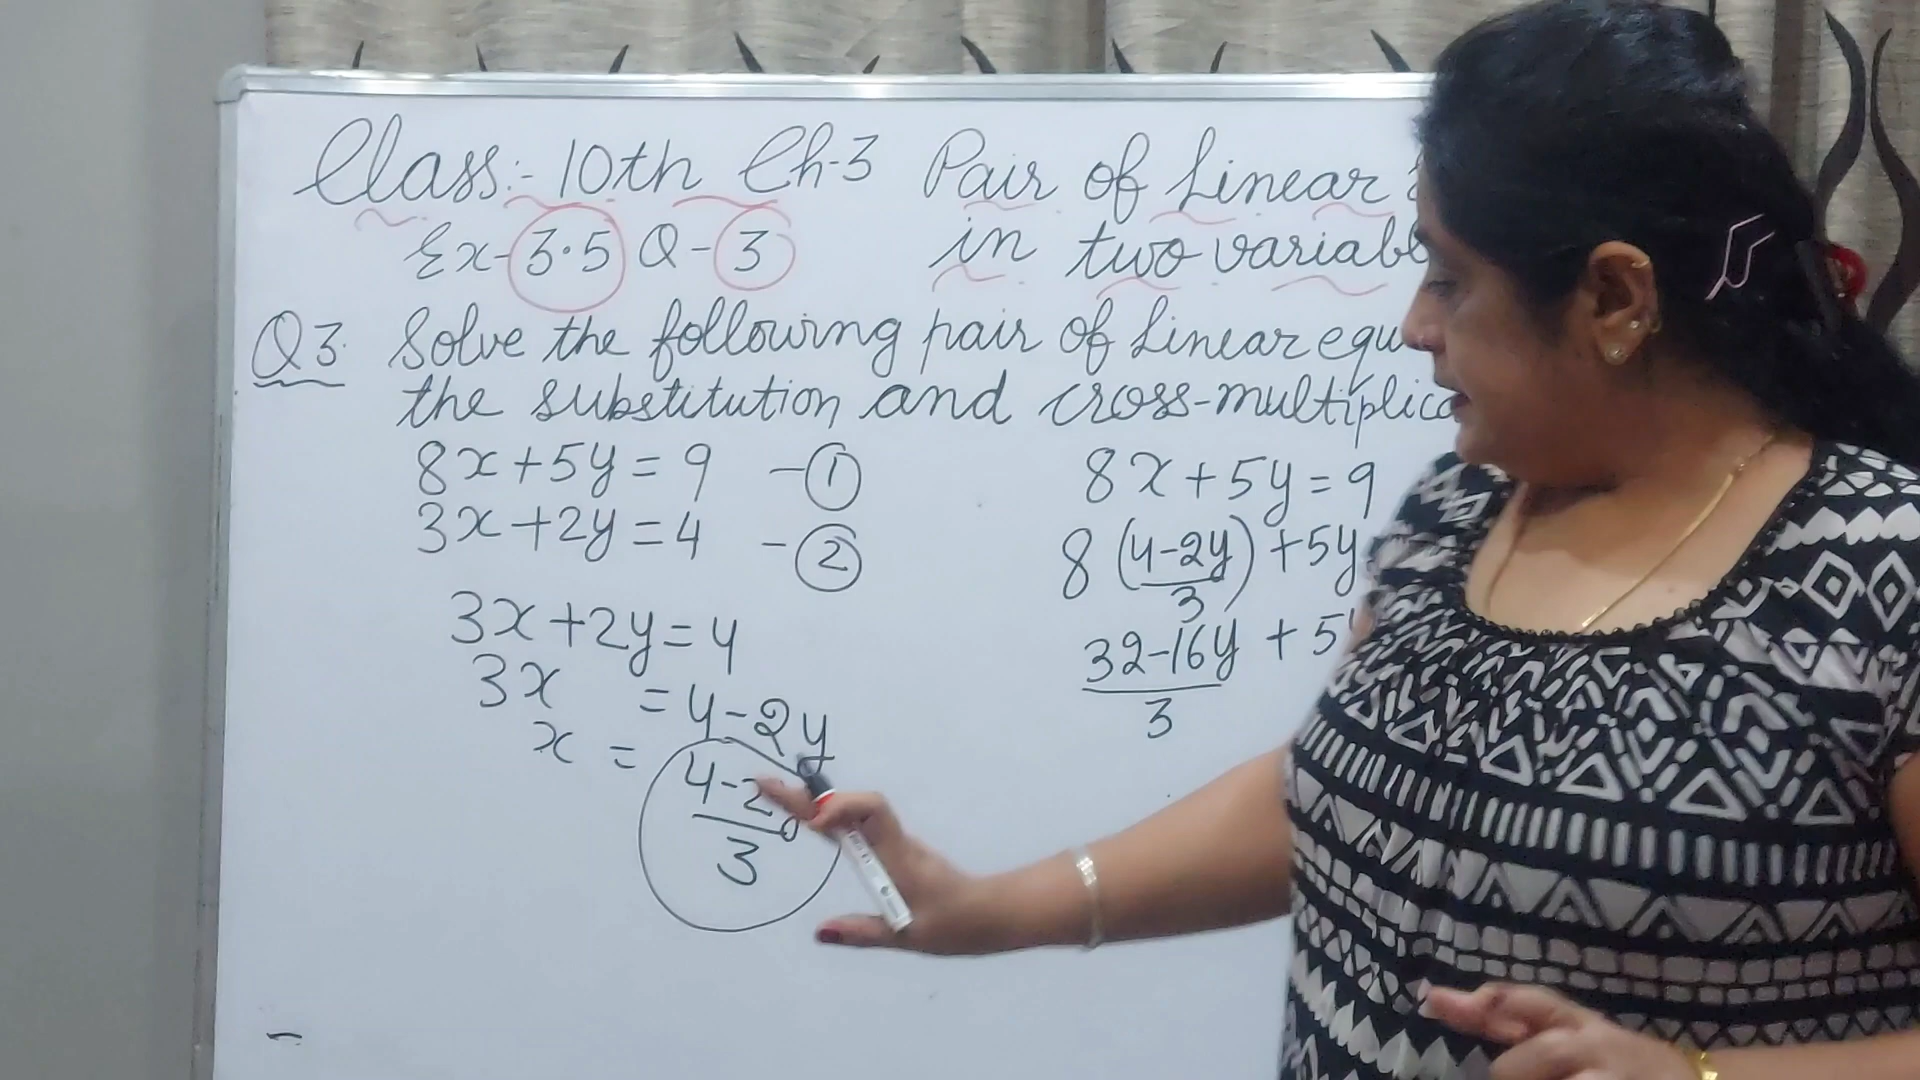 Class:- 10th Ch-3 Pair of Linear
Ex-3.5 Q-3 in two variabl
Q3. Solve the following pair of Linear equ
the substitution and cross-multiplica
8x+5y=9 -①
3x+2y=4 -②
3x+2y=4
3x =4-2y
x = 4-2
3
8x+5y=9
8(4-2y/3)+5y
32-16y/3 + 5y